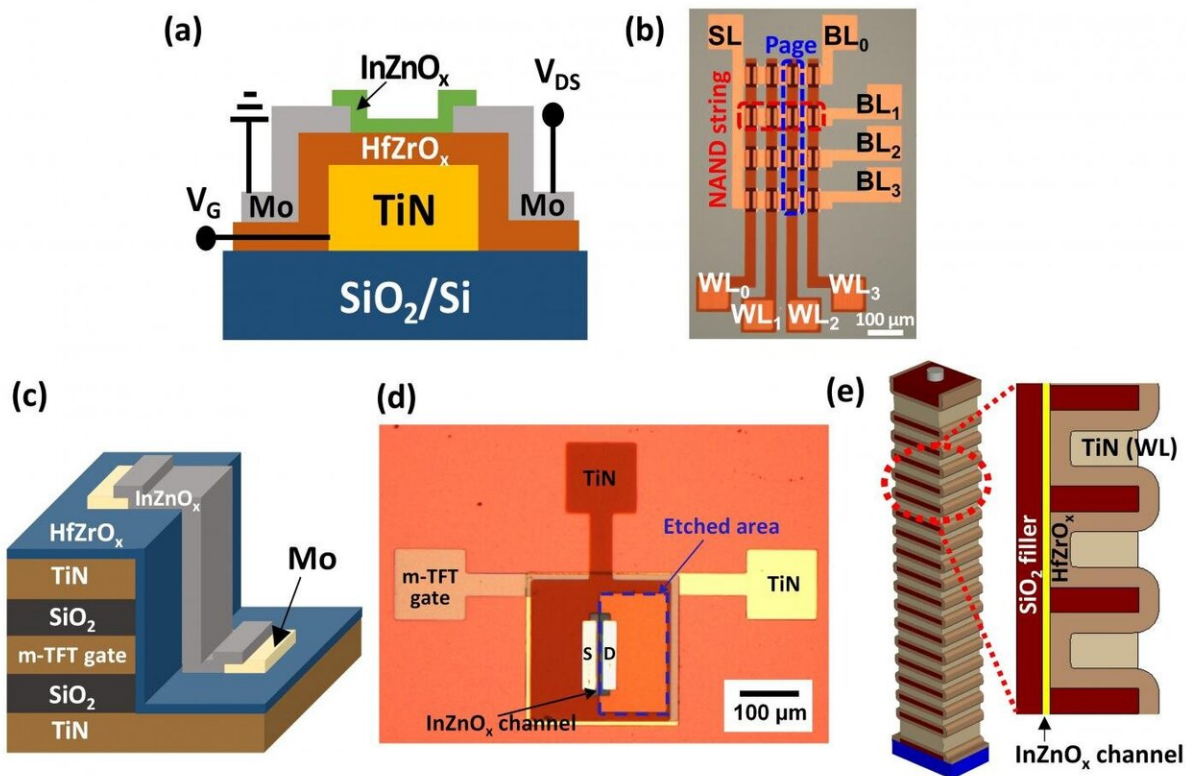 (a)
InZnOₓ
V_DS
HfZrOₓ
V_G
Mo
TiN
Mo
SiO₂/Si
(b)
SL
Page
BL₀
NAND string
BL₁
BL₂
BL₃
WL₀
WL₁
WL₂
WL₃
100 μm
(c)
InZnOₓ
HfZrOₓ
TiN
SiO₂
m-TFT gate
SiO₂
TiN
Mo
(d)
TiN
Etched area
m-TFT
gate
TiN
S
D
InZnOₓ channel
100 μm
(e)
TiN (WL)
SiO₂ filler
HfZrOₓ
InZnOₓ channel